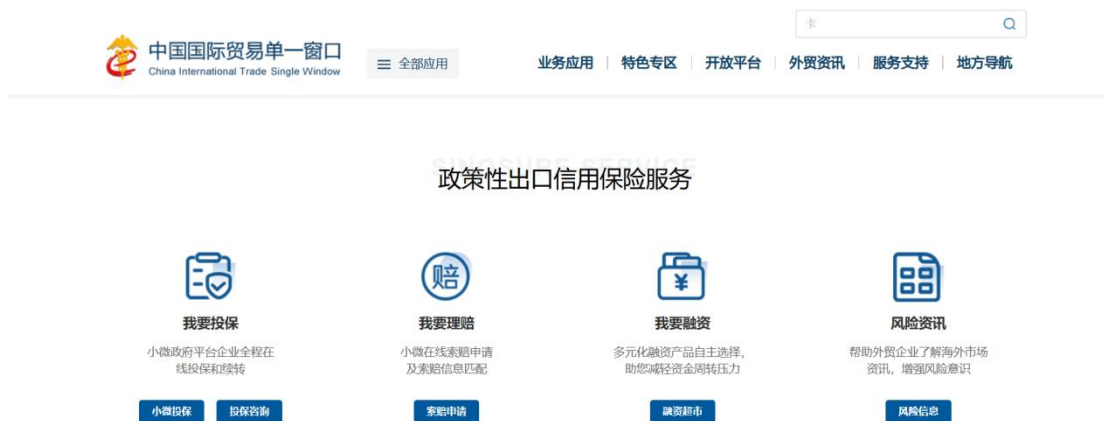 卡
中国国际贸易单一窗口
China International Trade Single Window
全部应用
业务应用 特色专区 开放平台 外贸资讯 服务支持 地方导航
SINOSURE SERVICE
政策性出口信用保险服务
赔
¥
我要投保
小微政府平台企业全程在
线投保和续转
小微投保 投保咨询
我要理赔
小微在线索赔申请
及索赔信息匹配
索赔申请
我要融资
多元化融资产品自主选择,
助您减轻资金周转压力
融资超市
风险资讯
帮助外贸企业了解海外市场
资讯,增强风险意识
风险信息